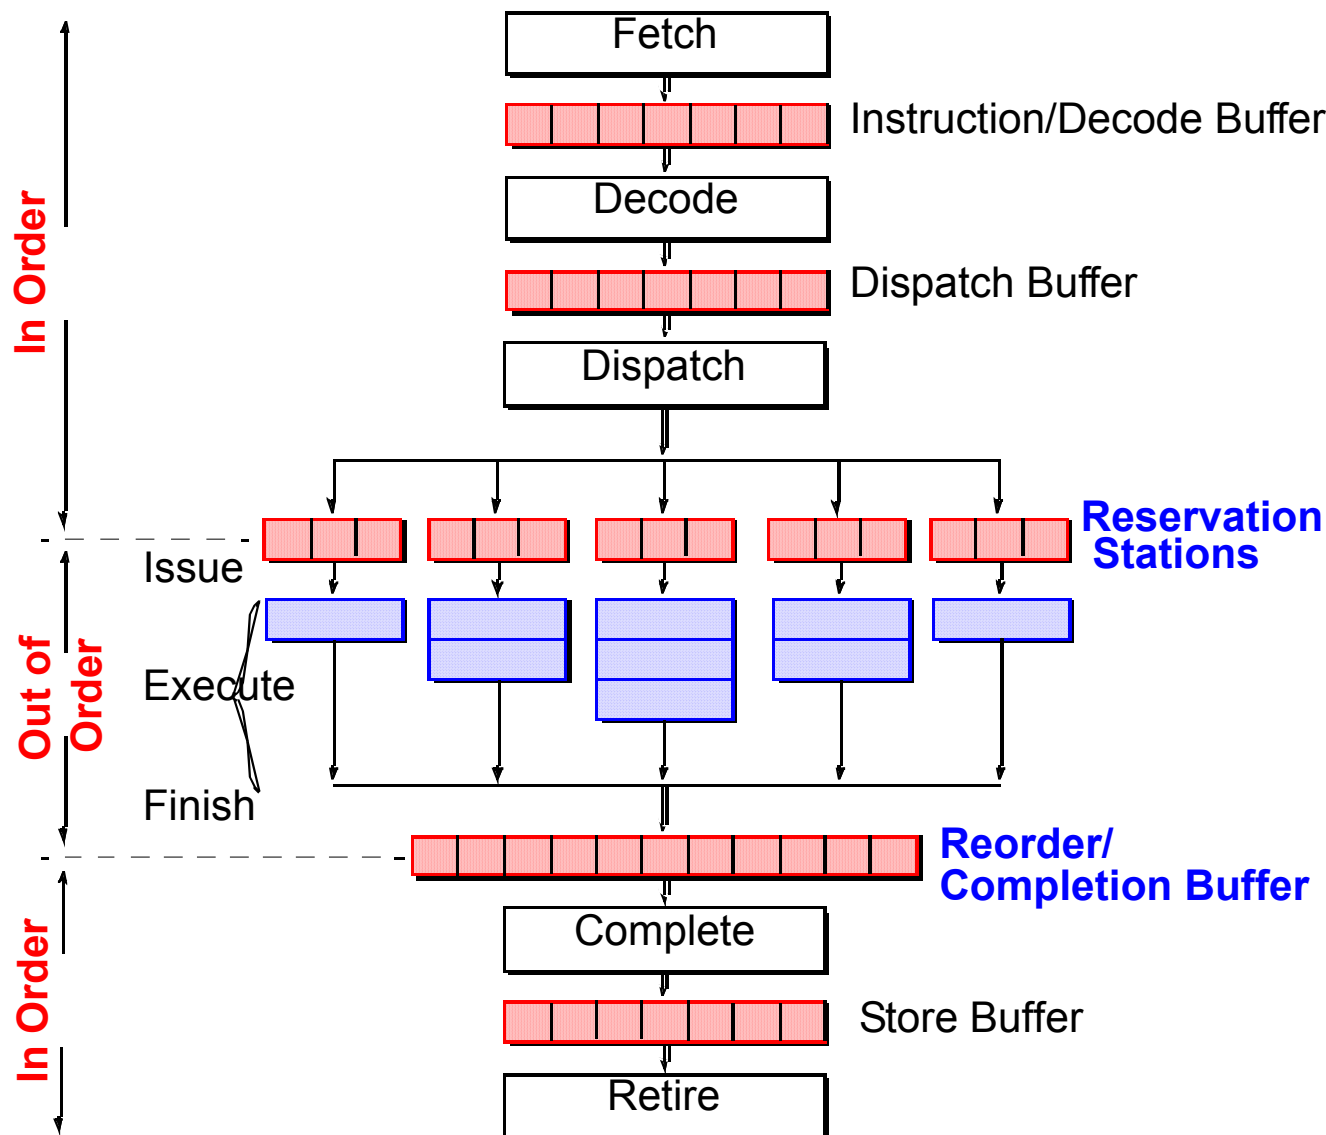 Fetch
Instruction/Decode Buffer
Decode
Dispatch Buffer
Dispatch
In Order
Reservation
Stations
Issue
Execute
Finish
Out of
Order
Reorder/
Completion Buffer
Complete
Store Buffer
Retire
In Order